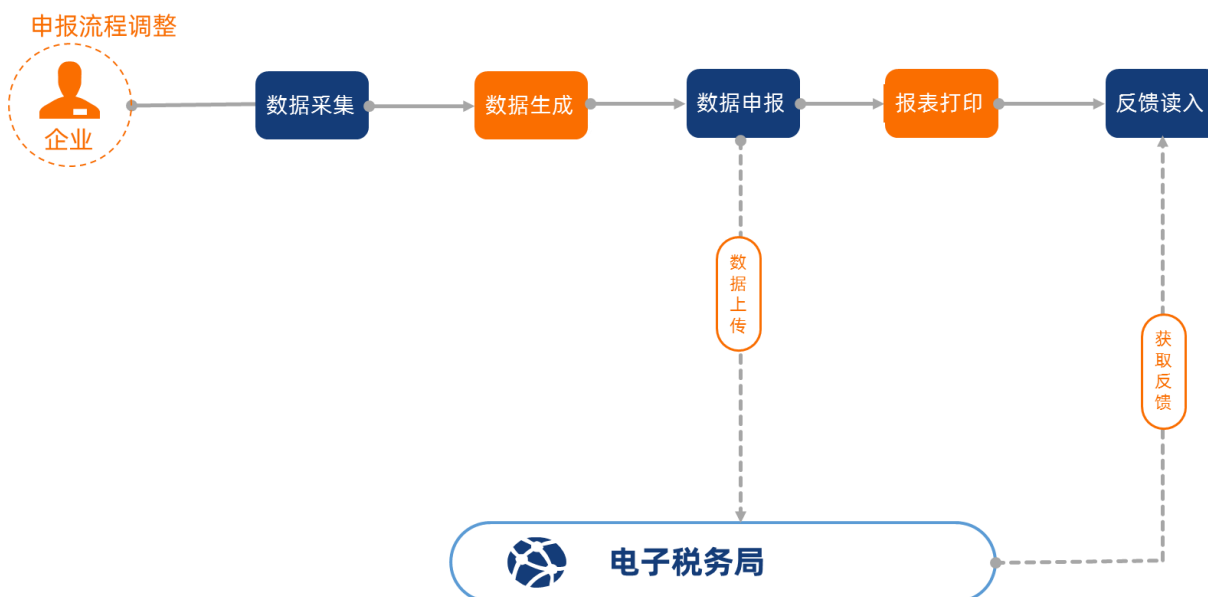 申报流程调整
企业
数据采集
数据生成
数据申报
报表打印
反馈读入
数据上传
获取反馈
电子税务局